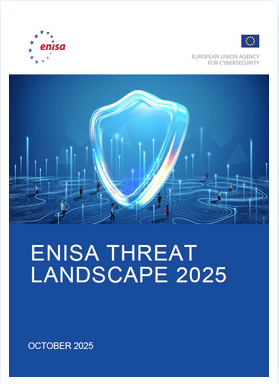 enisa
EUROPEAN UNION AGENCY
FOR CYBERSECURITY
ENISA THREAT
LANDSCAPE 2025
OCTOBER 2025